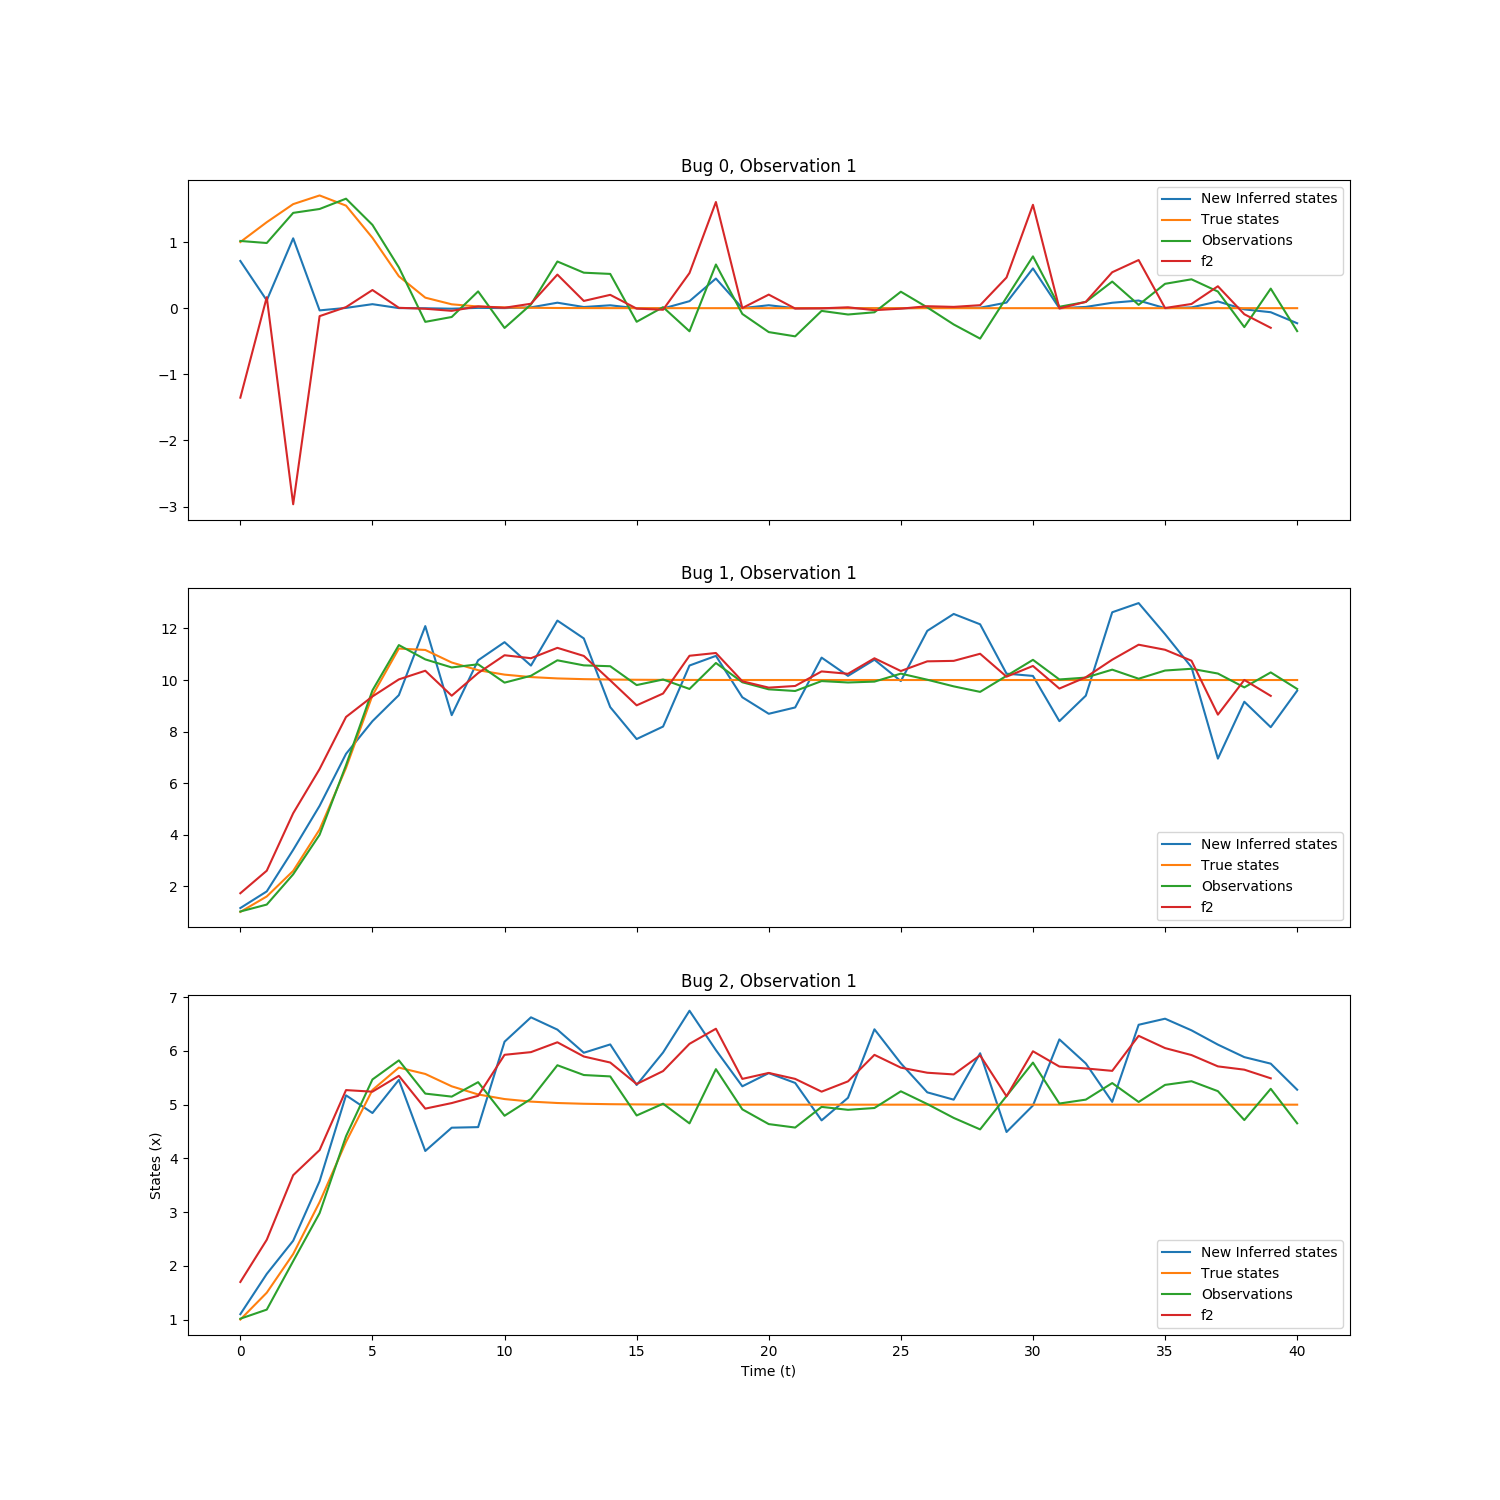 Bug 0, Observation 1
New Inferred states
True states
Observations
f2
1
0
−1
−2
−3
Bug 1, Observation 1
12
10
8
6
4
2
New Inferred states
True states
Observations
f2
Bug 2, Observation 1
7
6
5
4
3
2
1
States (x)
New Inferred states
True states
Observations
f2
0 5 10 15 20 25 30 35 40
Time (t)